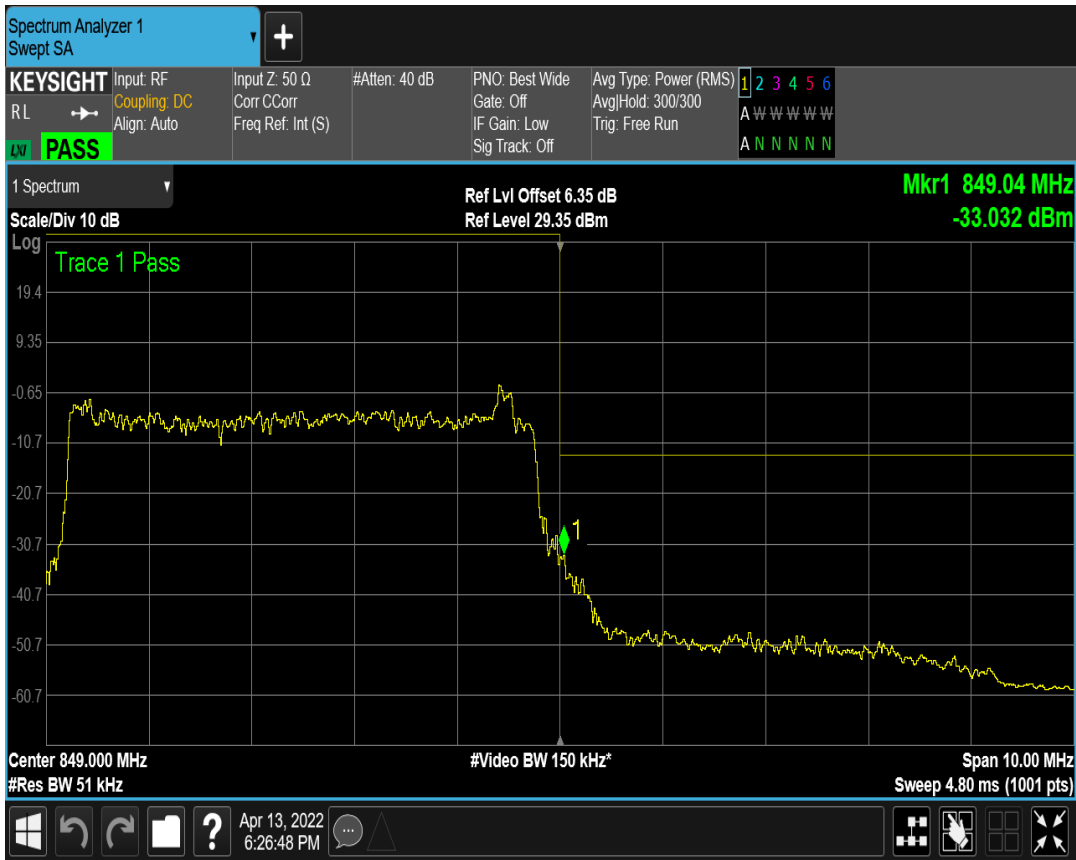 Spectrum Analyzer 1
Swept SA
+
KEYSIGHT
RL
LXI PASS
Input: RF
Coupling: DC
Align: Auto
Input Z: 50 Ω
Corr CCorr
Freq Ref: Int (S)
#Atten: 40 dB
PNO: Best Wide
Gate: Off
IF Gain: Low
Sig Track: Off
Avg Type: Power (RMS)
Avg|Hold: 300/300
Trig: Free Run
1 2 3 4 5 6
A W W W W W
A N N N N N
1 Spectrum
Scale/Div 10 dB
Ref Lvl Offset 6.35 dB
Ref Level 29.35 dBm
Mkr1 849.04 MHz
-33.032 dBm
Log
Trace 1 Pass
19.4
9.35
-0.65
-10.7
-20.7
-30.7
1
-40.7
-50.7
-60.7
Center 849.000 MHz
#Res BW 51 kHz
#Video BW 150 kHz*
Span 10.00 MHz
Sweep 4.80 ms (1001 pts)
?
Apr 13, 2022
6:26:48 PM